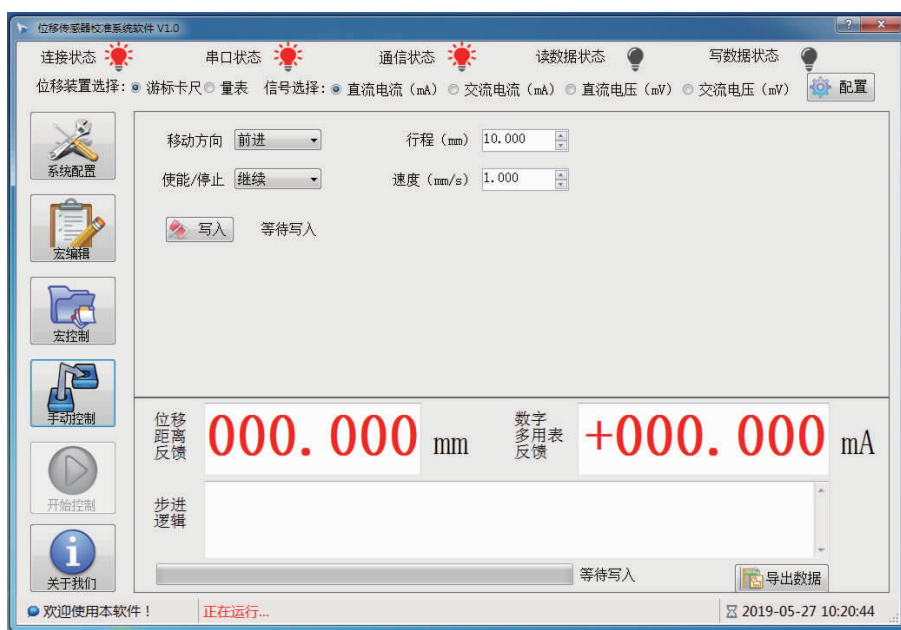 位移传感器校准系统软件 V1.0
连接状态 串口状态 通信状态 读数据状态 写数据状态
位移装置选择: 游标卡尺 量表 信号选择: 直流电流 (mA) 交流电流 (mA) 直流电压 (mV) 交流电压 (mV) 配置
系统配置
宏编辑
宏控制
手动控制
开始控制
关于我们
移动方向 前进 行程 (mm) 10.000
使能/停止 继续 速度 (mm/s) 1.000
写入 等待写入
位移
距离
反馈
000.000 mm
数字
多用表
反馈
+000.000 mA
步进
逻辑
等待写入
导出数据
欢迎使用本软件! 正在运行... 2019-05-27 10:20:44